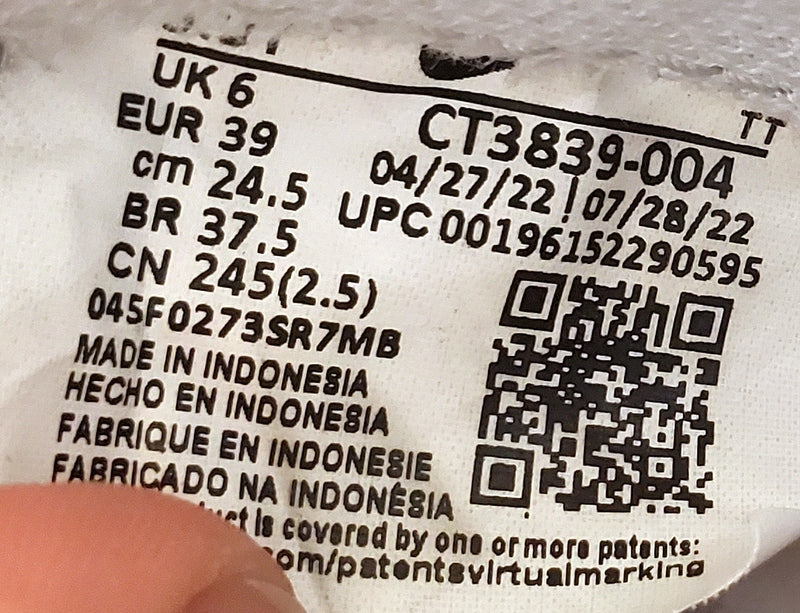 TT
UK 6
EUR 39
cm 24.5
BR 37.5
CN 245(2.5)
CT3839-004
04/27/22 | 07/28/22
UPC 00196152290595
045F0273SR7MB
MADE IN INDONESIA
HECHO EN INDONESIA
FABRIQUE EN INDONESIE
FABRICADO NA INDONÉSIA
is covered by one or more patents:
com/patentsvirtualmarking